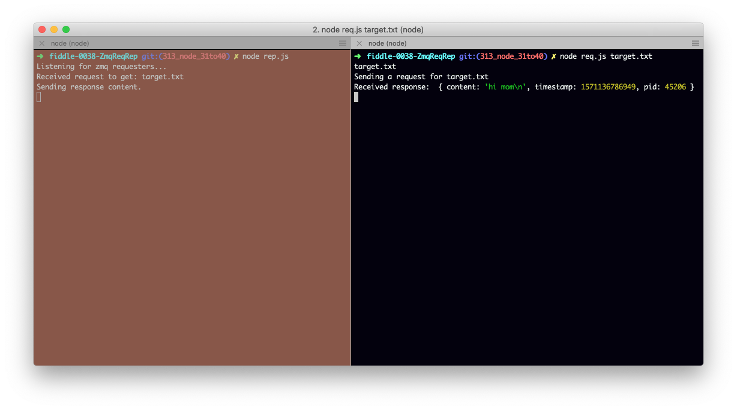 2. node req.js target.txt (node)
node (node)
➜ fiddle-0038-ZmqReqRep git:(313_node_31to40) ✗ node rep.js
Listening for zmq requesters...
Received request to get: target.txt
Sending response content.
node (node)
➜ fiddle-0038-ZmqReqRep git:(313_node_31to40) ✗ node req.js target.txt
target.txt
Sending a request for target.txt
Received response:  { content: 'hi mom\n', timestamp: 1571136786949, pid: 45206 }